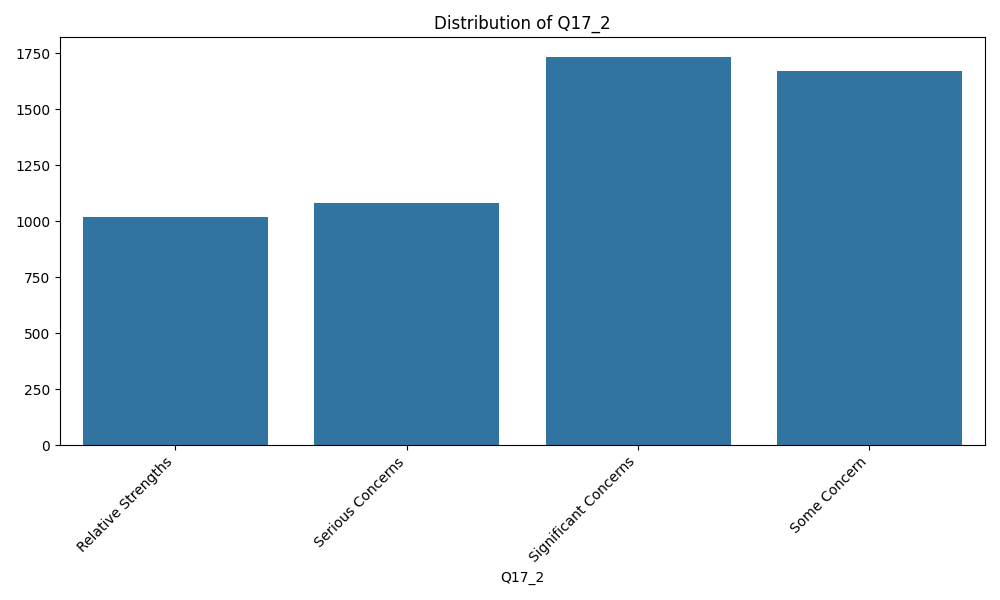 Distribution of Q17_2
1750
1500
1250
1000
750
500
250
0
Relative Strengths
Serious Concerns
Significant Concerns
Some Concern
Q17_2